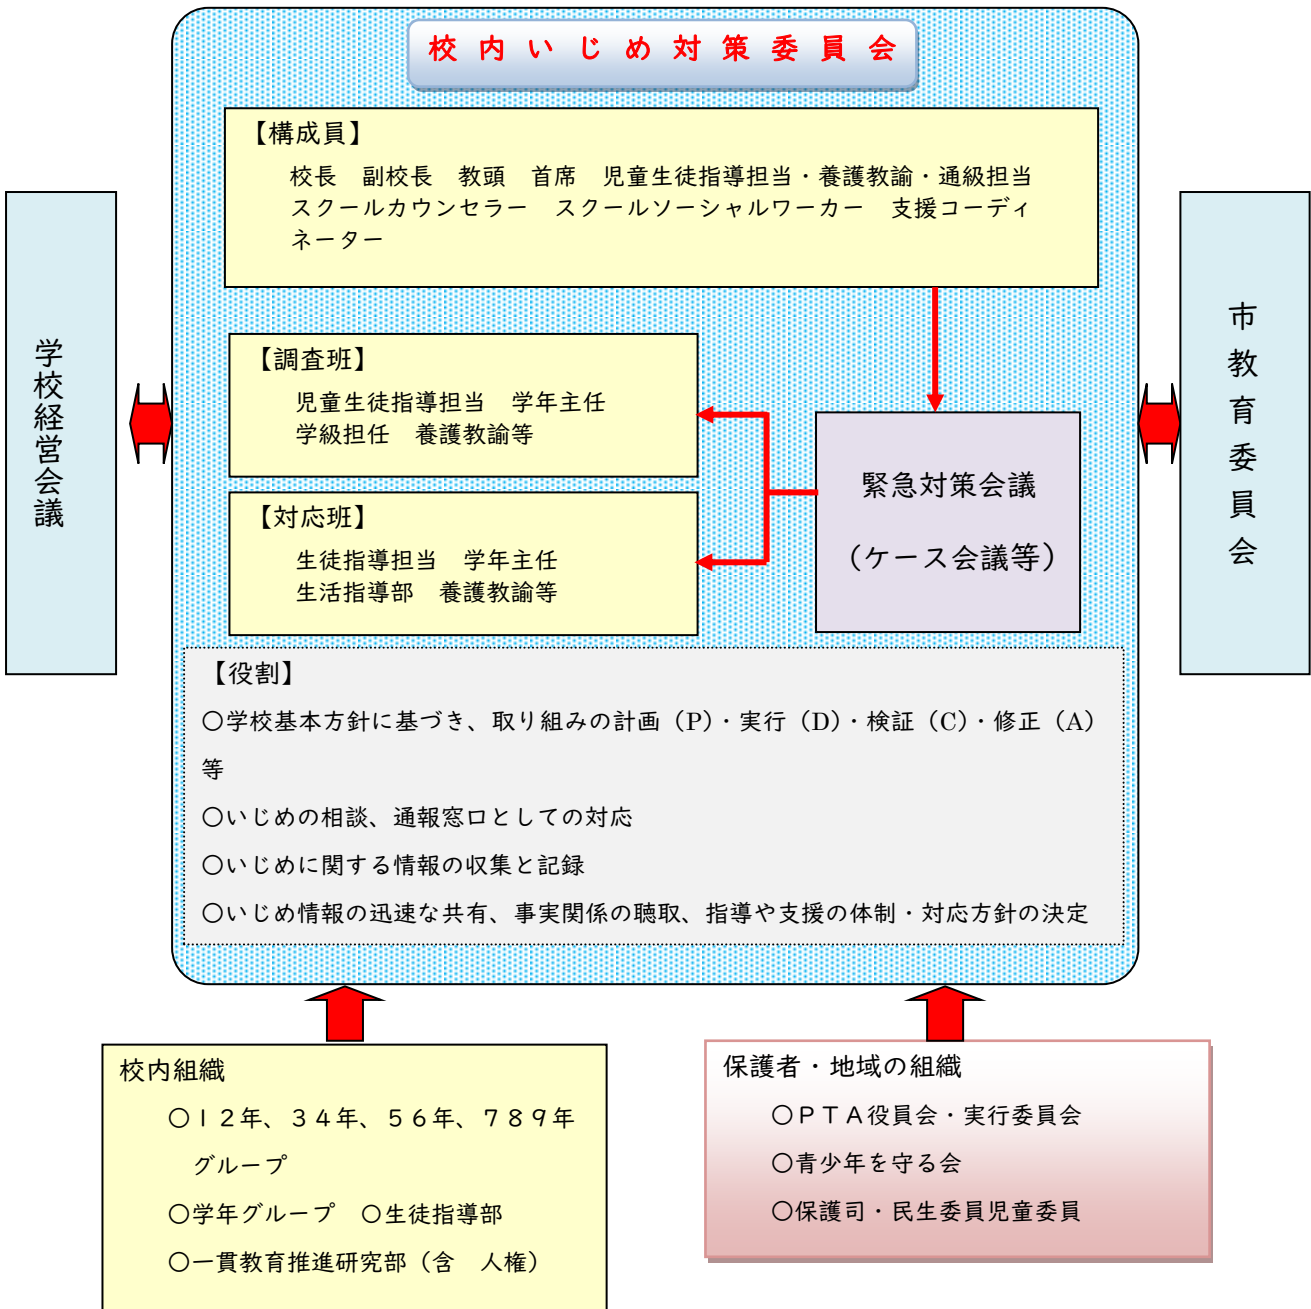 校内いじめ対策委員会
【構成員】
校長　副校長　教頭　首席　児童生徒指導担当・養護教諭・通級担当
スクールカウンセラー　スクールソーシャルワーカー　支援コーディ
ネーター
学校経営会議
市教育委員会
【調査班】
児童生徒指導担当　学年主任
学級担任　養護教諭等
緊急対策会議
（ケース会議等）
【対応班】
生徒指導担当　学年主任
生活指導部　養護教諭等
【役割】
〇学校基本方針に基づき、取り組みの計画（P）・実行（D）・検証（C）・修正（A）
等
〇いじめの相談、通報窓口としての対応
〇いじめに関する情報の収集と記録
〇いじめ情報の迅速な共有、事実関係の聴取、指導や支援の体制・対応方針の決定
校内組織
〇１２年、３４年、５６年、７８９年
グループ
〇学年グループ　〇生徒指導部
〇一貫教育推進研究部（含　人権）
保護者・地域の組織
〇ＰＴＡ役員会・実行委員会
〇青少年を守る会
〇保護司・民生委員児童委員